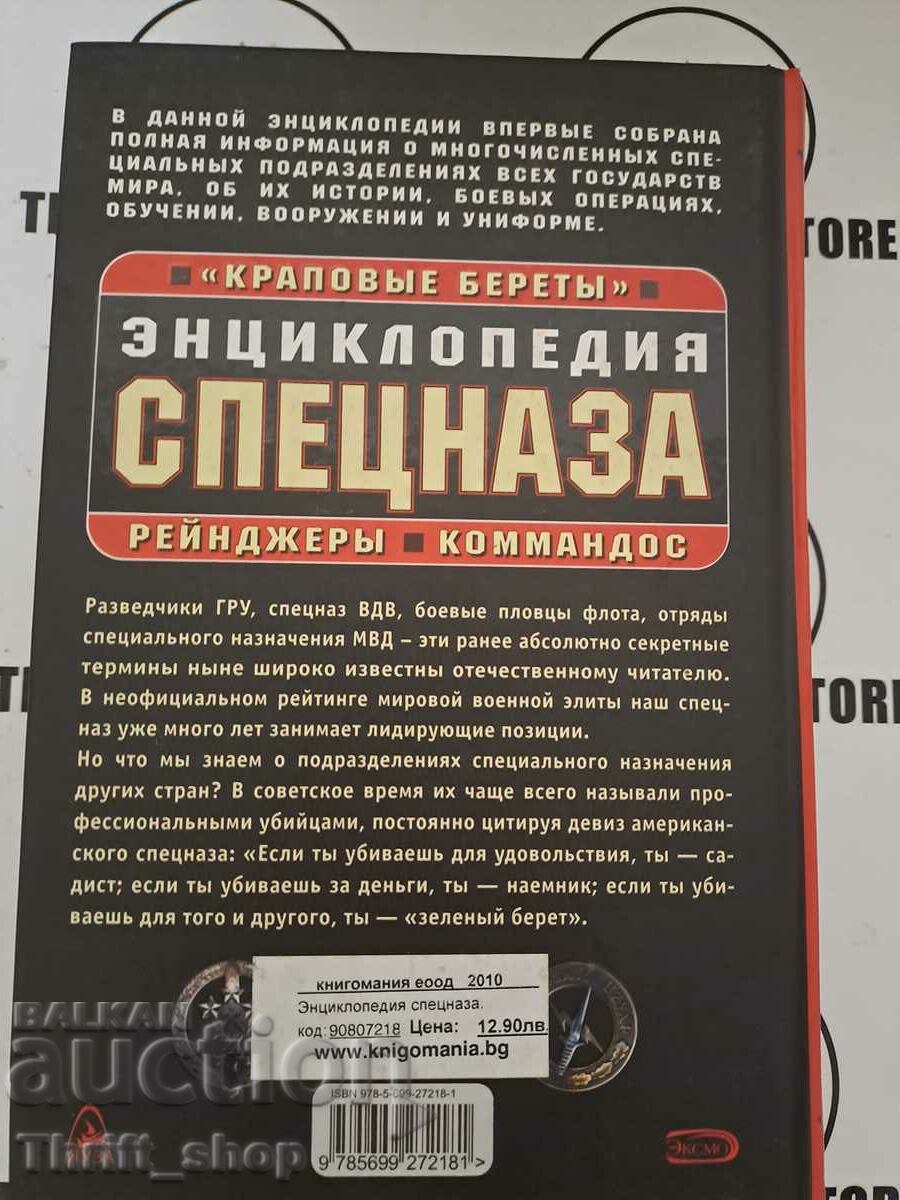 В ДАННОЙ ЭНЦИКЛОПЕДИИ ВПЕРВЫЕ СОБРАНА
ПОЛНАЯ ИНФОРМАЦИЯ О МНОГОЧИСЛЕННЫХ СПЕ-
ЦИАЛЬНЫХ ПОДРАЗДЕЛЕНИЯХ ВСЕХ ГОСУДАРСТВ
МИРА, ОБ ИХ ИСТОРИИ, БОЕВЫХ ОПЕРАЦИЯХ,
ОБУЧЕНИИ, ВООРУЖЕНИИ И УНИФОРМЕ.
«КРАПОВЫЕ БЕРЕТЫ»
ЭНЦИКЛОПЕДИЯ
СПЕЦНАЗА
РЕЙНДЖЕРЫ ■ КОММАНДОС
Разведчики ГРУ, спецназ ВДВ, боевые пловцы флота, отряды
специального назначения МВД – эти ранее абсолютно секретные
термины ныне широко известны отечественному читателю.
В неофициальном рейтинге мировой военной элиты наш спец-
наз уже много лет занимает лидирующие позиции.
Но что мы знаем о подразделениях специального назначения
других стран? В советское время их чаще всего называли про-
фессиональными убийцами, постоянно цитируя девиз американ-
ского спецназа: «Если ты убиваешь для удовольствия, ты — са-
дист; если ты убиваешь за деньги, ты — наемник; если ты уби-
ваешь для того и другого, ты — «зеленый берет».
книгомания еоод 2010
Энциклопедия спецназа.
код: 90807218 Цена: 12.90лв.
www.knigomania.bg
ISBN 978-5-699-27218-1
9 785699 272181 >
ЯУЗА
ЭКСМО
BALKAN
auction
Thrift_shop
TORE
TORE